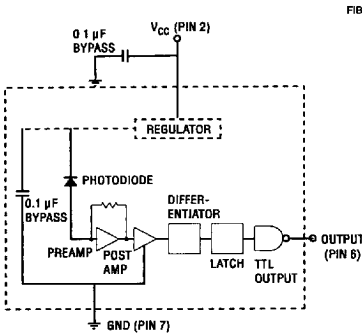 FIB
V_CC (PIN 2)
0.1 µF
BYPASS
REGULATOR
PHOTODIODE
0.1 µF
BYPASS
DIFFER-
ENTIATOR
PREAMP
POST
AMP
LATCH
TTL
OUTPUT
OUTPUT
(PIN 6)
GND (PIN 7)